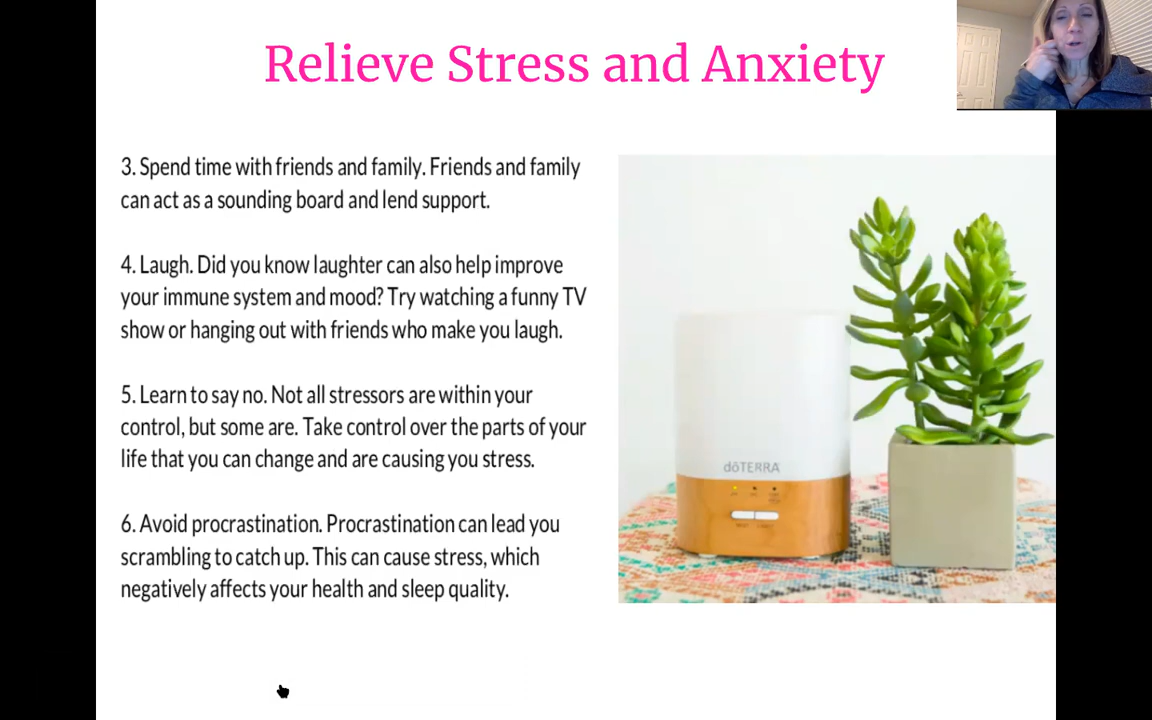 Relieve Stress and Anxiety
3. Spend time with friends and family. Friends and family
can act as a sounding board and lend support.
4. Laugh. Did you know laughter can also help improve
your immune system and mood? Try watching a funny TV
show or hanging out with friends who make you laugh.
5. Learn to say no. Not all stressors are within your
control, but some are. Take control over the parts of your
life that you can change and are causing you stress.
6. Avoid procrastination. Procrastination can lead you
scrambling to catch up. This can cause stress, which
negatively affects your health and sleep quality.
dōTERRA